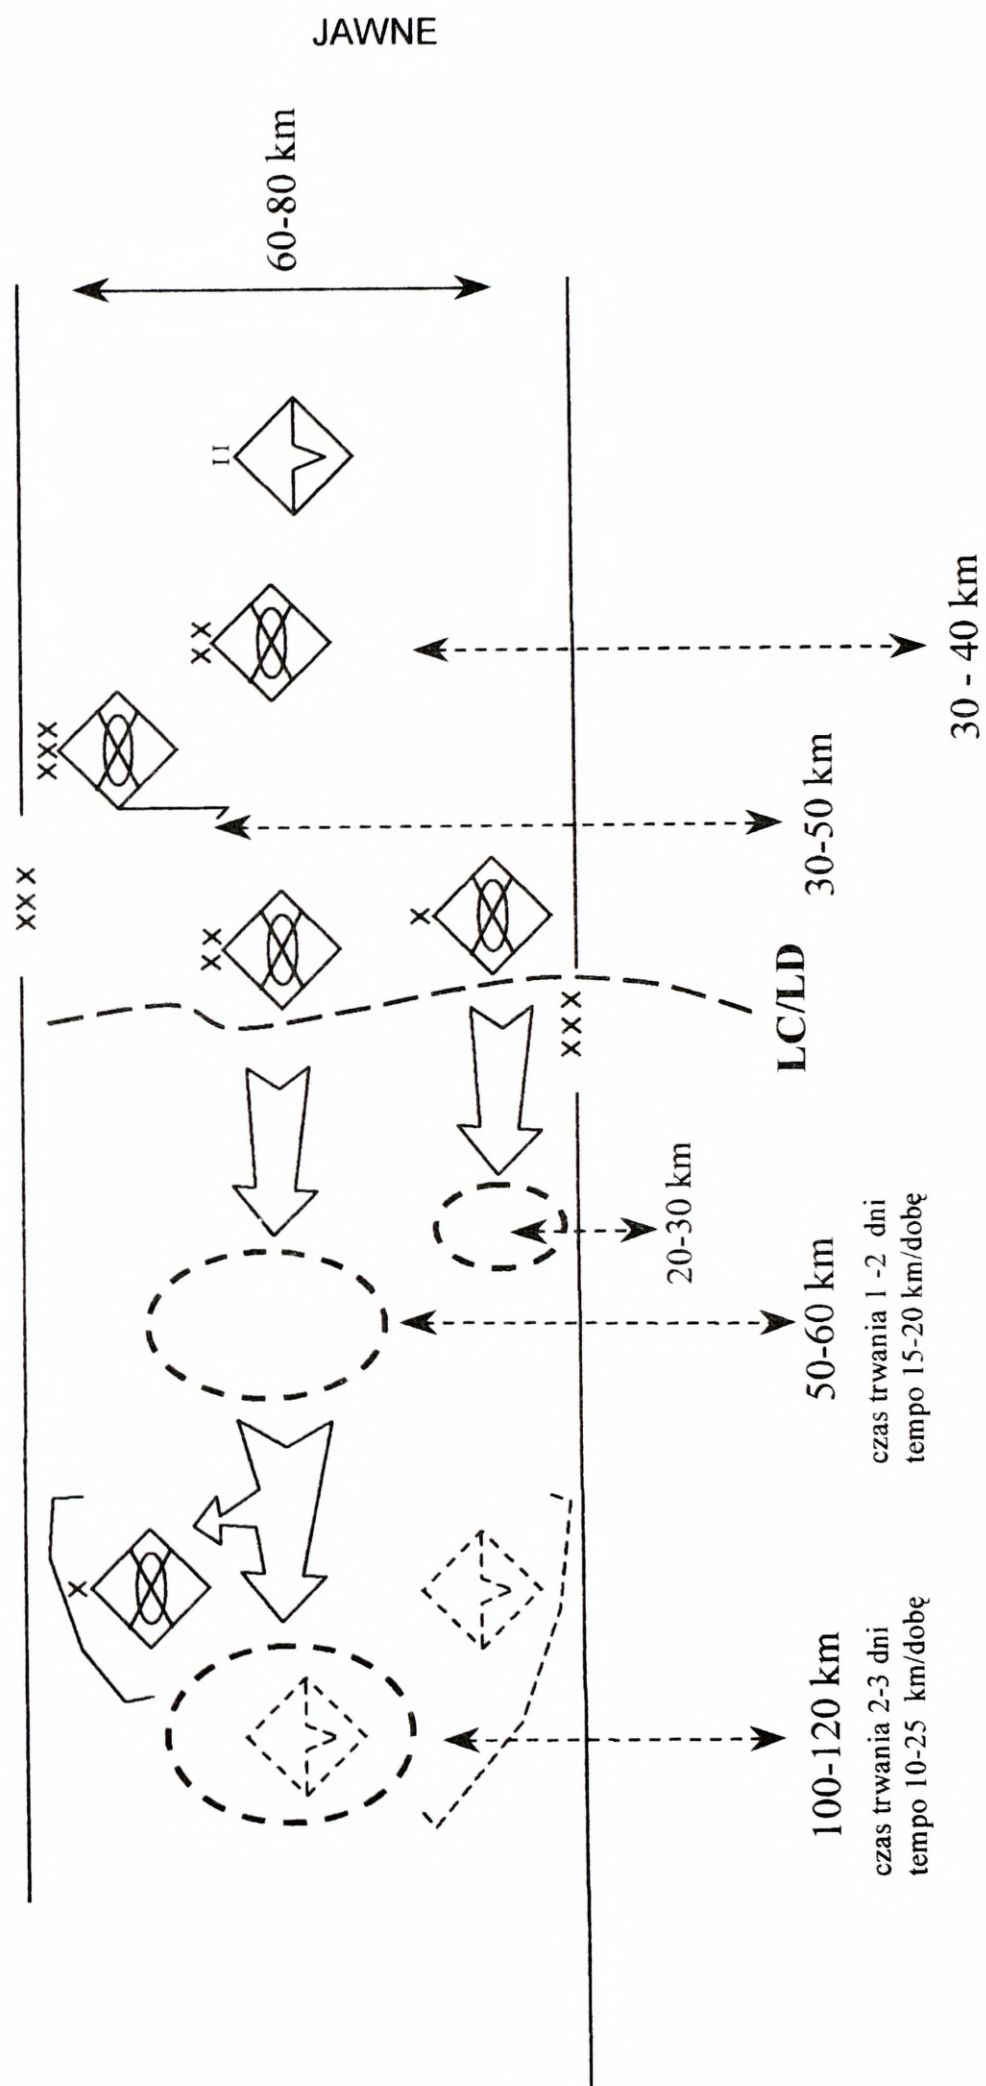 JAWNE
60-80 km
II
XX
XXX
XXX
XX
X
XXX
X
30 - 40 km
30-50 km
LC/LD
20-30 km
50-60 km
czas trwania 1 -2 dni
tempo 15-20 km/dobę
100-120 km
czas trwania 2-3 dni
tempo 10-25 km/dobę